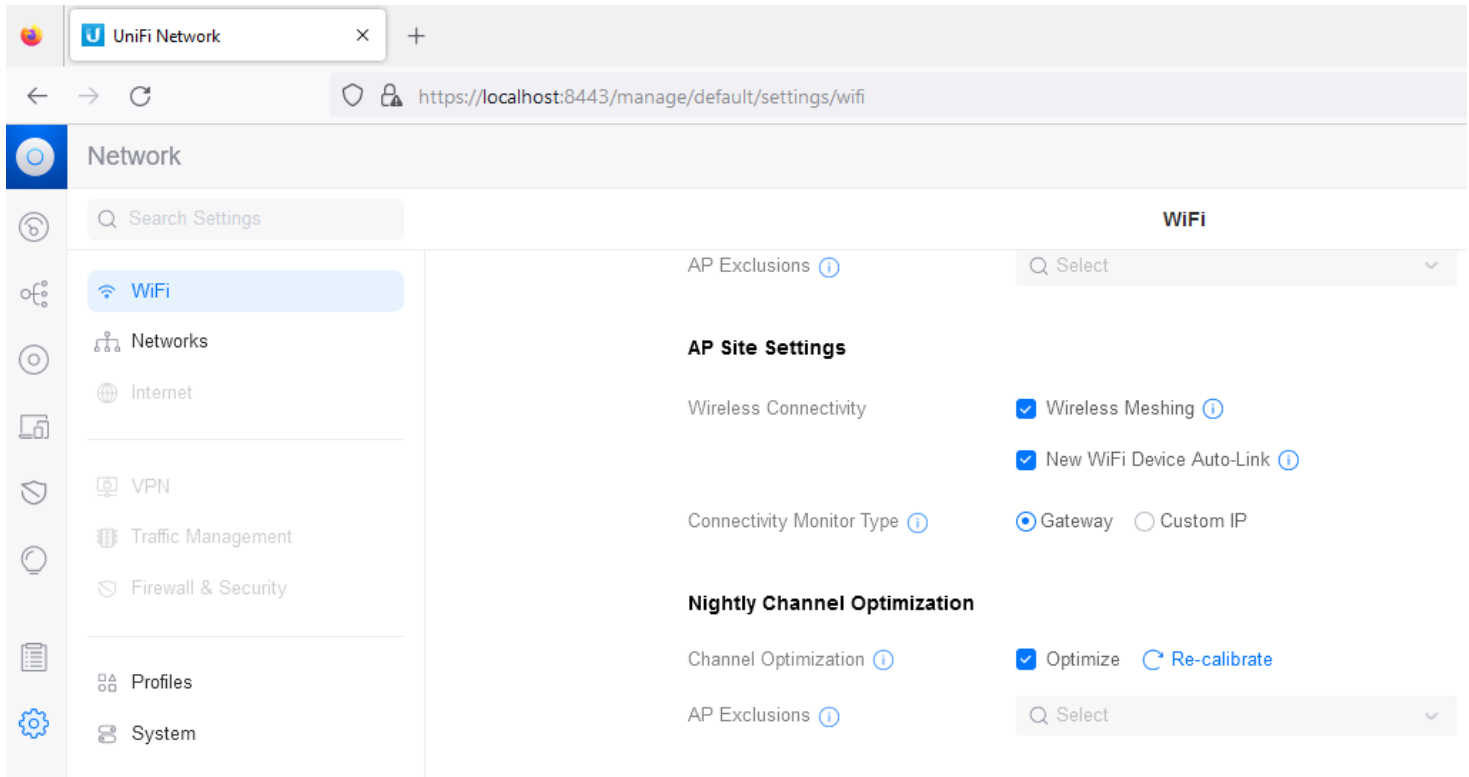 UniFi Network
https://localhost:8443/manage/default/settings/wifi
Network
Search Settings
WiFi
WiFi
Networks
Internet
VPN
Traffic Management
Firewall & Security
Profiles
System
AP Exclusions Select
AP Site Settings
Wireless Connectivity Wireless Meshing
New WiFi Device Auto-Link
Connectivity Monitor Type Gateway Custom IP
Nightly Channel Optimization
Channel Optimization Optimize Re-calibrate
AP Exclusions Select